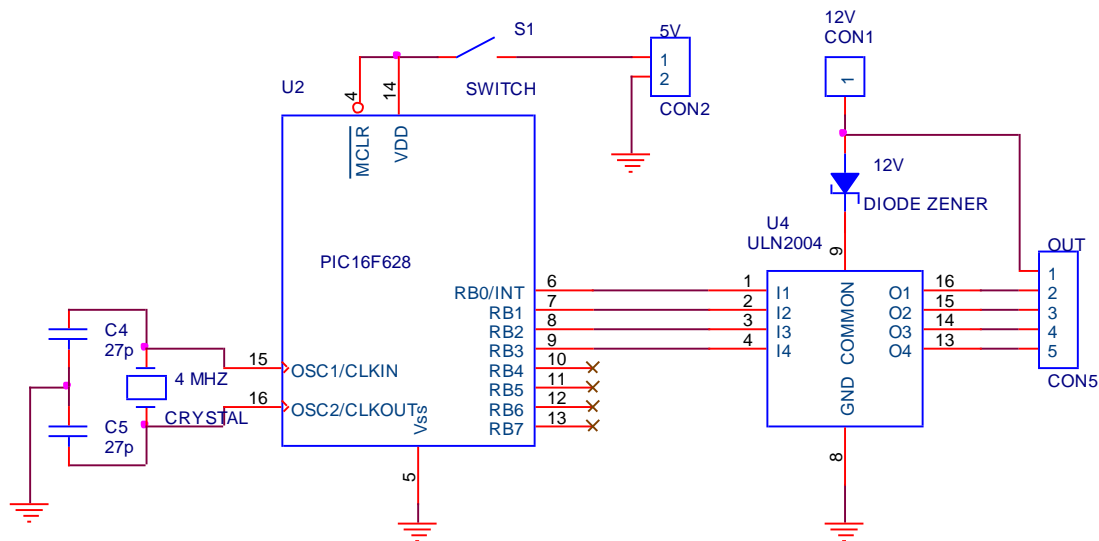 S1
SWITCH
5V
1
2
CON2
12V
CON1
1
U2
4
14
MCLR
VDD
PIC16F628
RB0/INT
RB1
RB2
RB3
RB4
RB5
RB6
RB7
6
7
8
9
10
11
12
13
15
OSC1/CLKIN
16
OSC2/CLKOUT
Vss
5
C4
27p
4 MHZ
CRYSTAL
C5
27p
12V
DIODE ZENER
U4
ULN2004
9
1
2
3
4
I1
I2
I3
I4
GND
COMMON
O1
O2
O3
O4
16
15
14
13
8
OUT
1
2
3
4
5
CON5